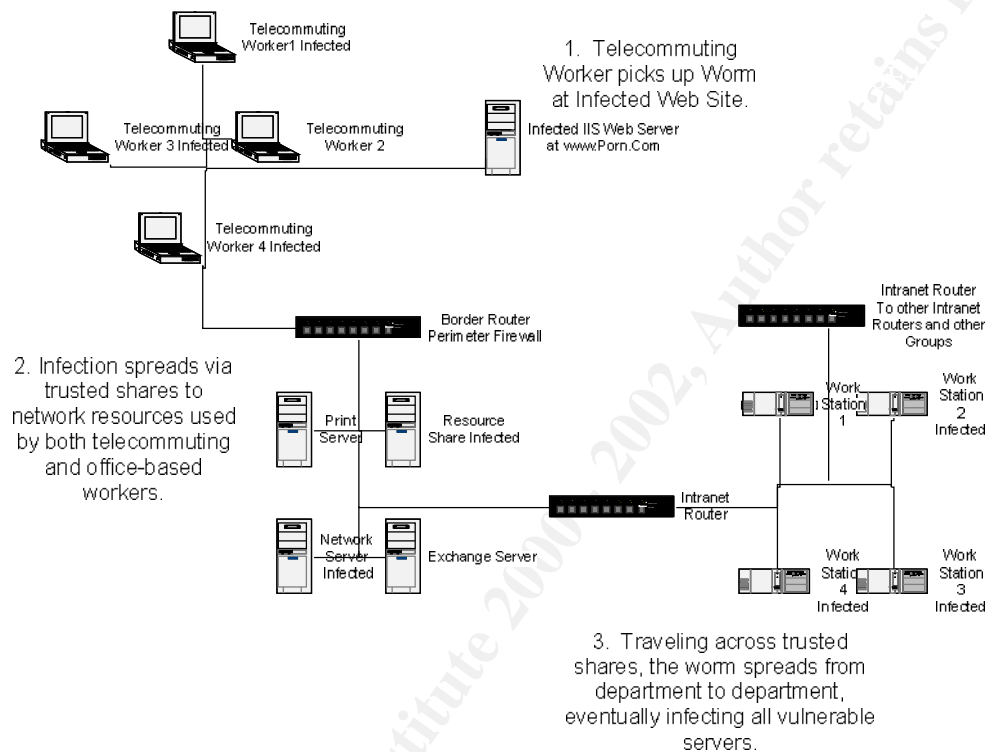 Telecommuting
Worker1 Infected
1. Telecommuting
Worker picks up Worm
at Infected Web Site.
Telecommuting
Worker 3 Infected
Telecommuting
Worker 2
Infected IIS Web Server
at www.Porn.Com
Telecommuting
Worker 4 Infected
Border Router
Perimeter Firewall
Intranet Router
To other Intranet
Routers and other
Groups
2. Infection spreads via
trusted shares to
network resources used
by both telecommuting
and office-based
workers.
Print
Server
Resource
Share Infected
Work
Station
1
Work
Station
2
Infected
Network
Server
Infected
Exchange Server
Intranet
Router
Work
Static
4
Infected
Work
Station
3
Infected
3. Traveling across trusted
shares, the worm spreads from
department to department,
eventually infecting all vulnerable
servers.
Author retains